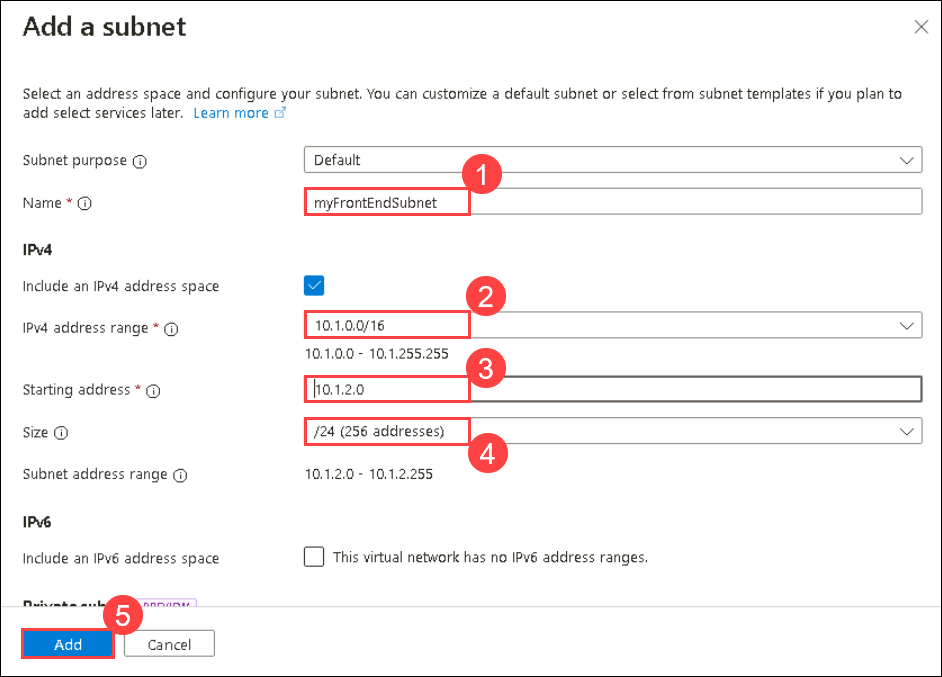 Add a subnet
Select an address space and configure your subnet. You can customize a default subnet or select from subnet templates if you plan to
add select services later. Learn more
Subnet purpose
Default
1
Name *
myFrontEndSubnet
IPv4
Include an IPv4 address space
2
IPv4 address range *
10.1.0.0/16
10.1.0.0 - 10.1.255.255
3
Starting address *
10.1.2.0
Size
/24 (256 addresses)
4
Subnet address range
10.1.2.0 - 10.1.2.255
IPv6
Include an IPv6 address space
This virtual network has no IPv6 address ranges.
Private
5
Add
Cancel